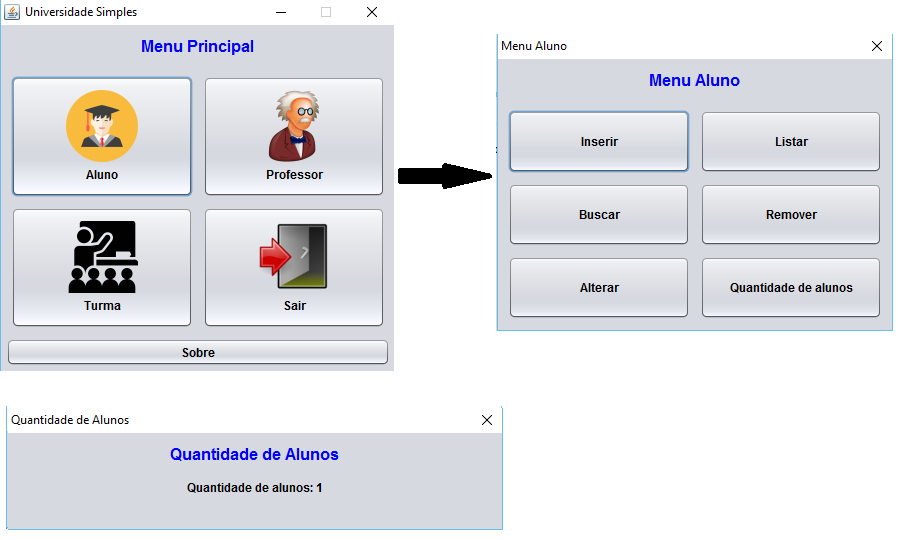 Universidade Simples
Menu Principal
Aluno
Professor
Turma
Sair
Sobre
Menu Aluno
Menu Aluno
Inserir
Listar
Buscar
Remover
Alterar
Quantidade de alunos
Quantidade de Alunos
Quantidade de Alunos
Quantidade de alunos: 1